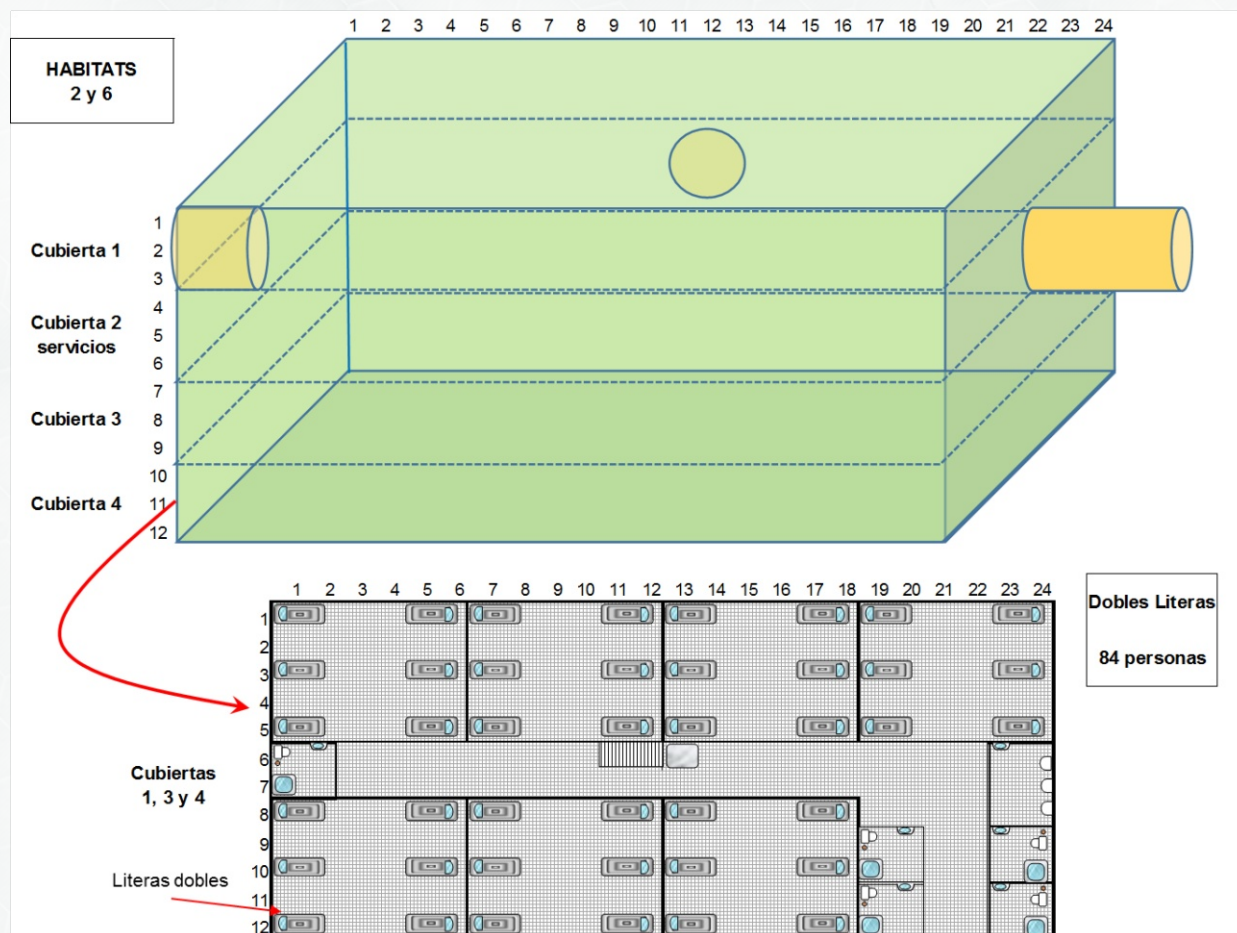 1 2 3 4 5 6 7 8 9 10 11 12 13 14 15 16 17 18 19 20 21 22 23 24
HABITATS
2 y 6
1
Cubierta 1
2
3
4
Cubierta 2
servicios
5
6
7
Cubierta 3
8
9
10
Cubierta 4
11
12
1 2 3 4 5 6 7 8 9 10 11 12 13 14 15 16 17 18 19 20 21 22 23 24
Dobles Literas
84 personas
1
2
3
4
5
6
7
Cubiertas
1, 3 y 4
8
9
10
Literas dobles
11
12